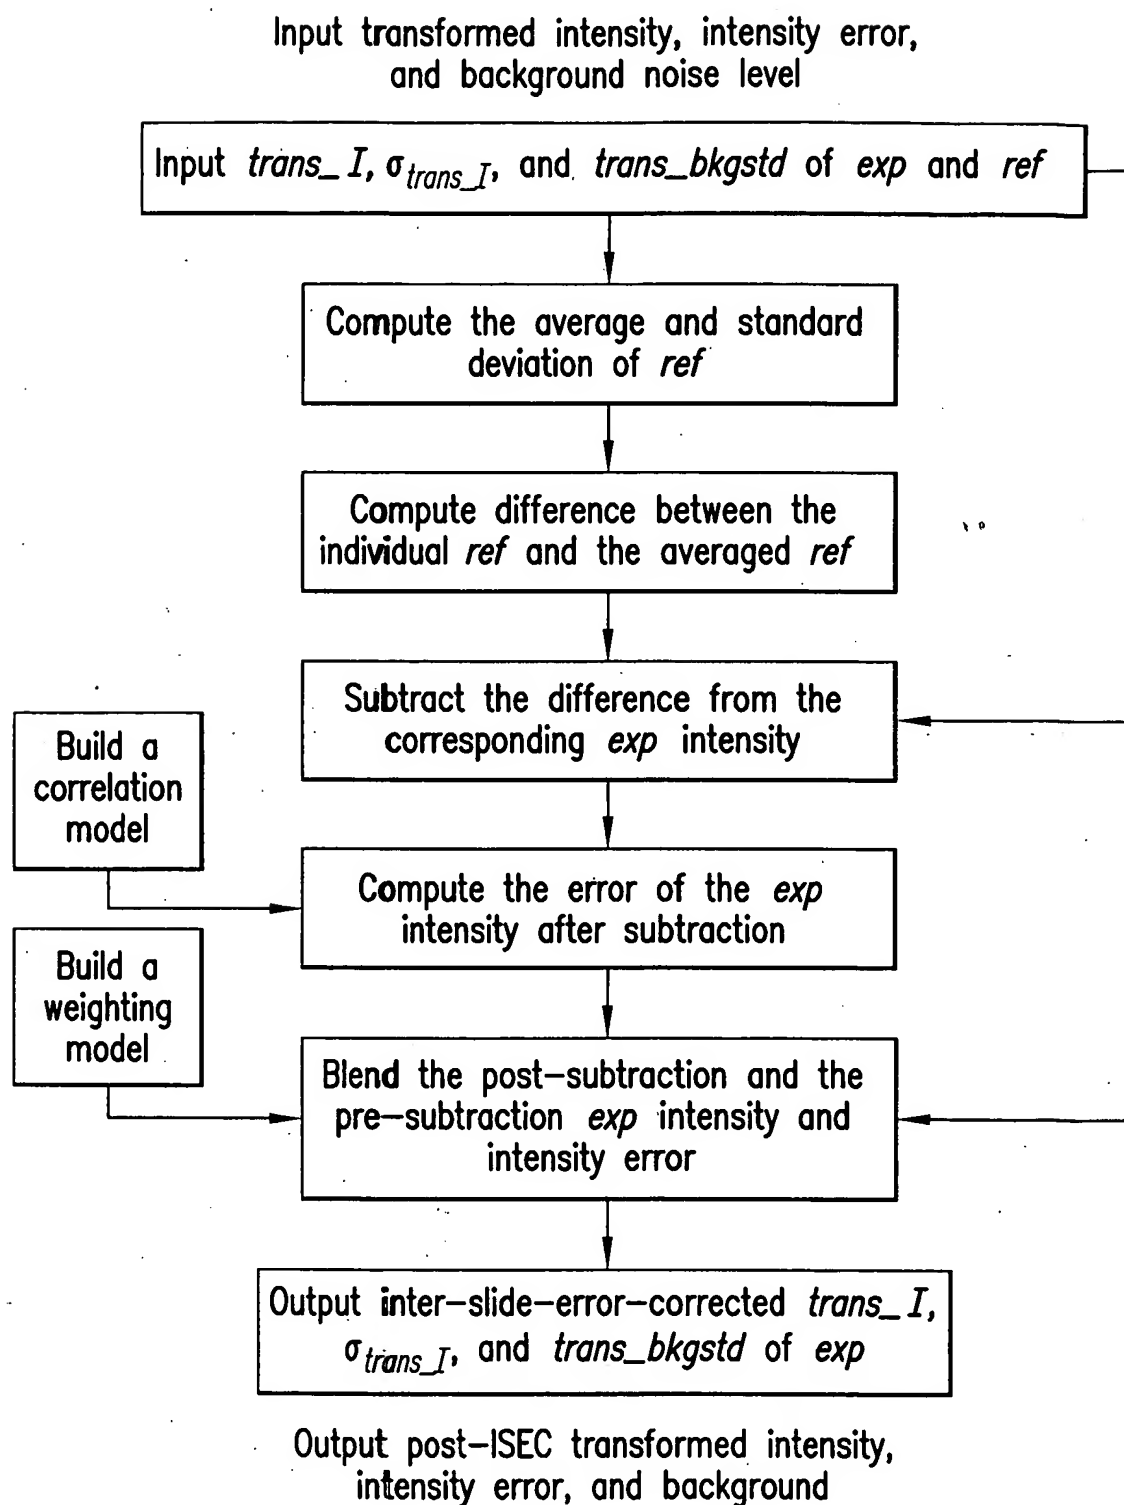 Input transformed intensity, intensity error,
and background noise level
Input trans_I, σtrans_I, and trans_bkgstd of exp and ref
Compute the average and standard
deviation of ref
Compute difference between the
individual ref and the averaged ref
Subtract the difference from the
corresponding exp intensity
Build a
correlation
model
Compute the error of the exp
intensity after subtraction
Build a
weighting
model
Blend the post-subtraction and the
pre-subtraction exp intensity and
intensity error
Output inter-slide-error-corrected trans_I,
σtrans_I, and trans_bkgstd of exp
Output post-ISEC transformed intensity,
intensity error, and background